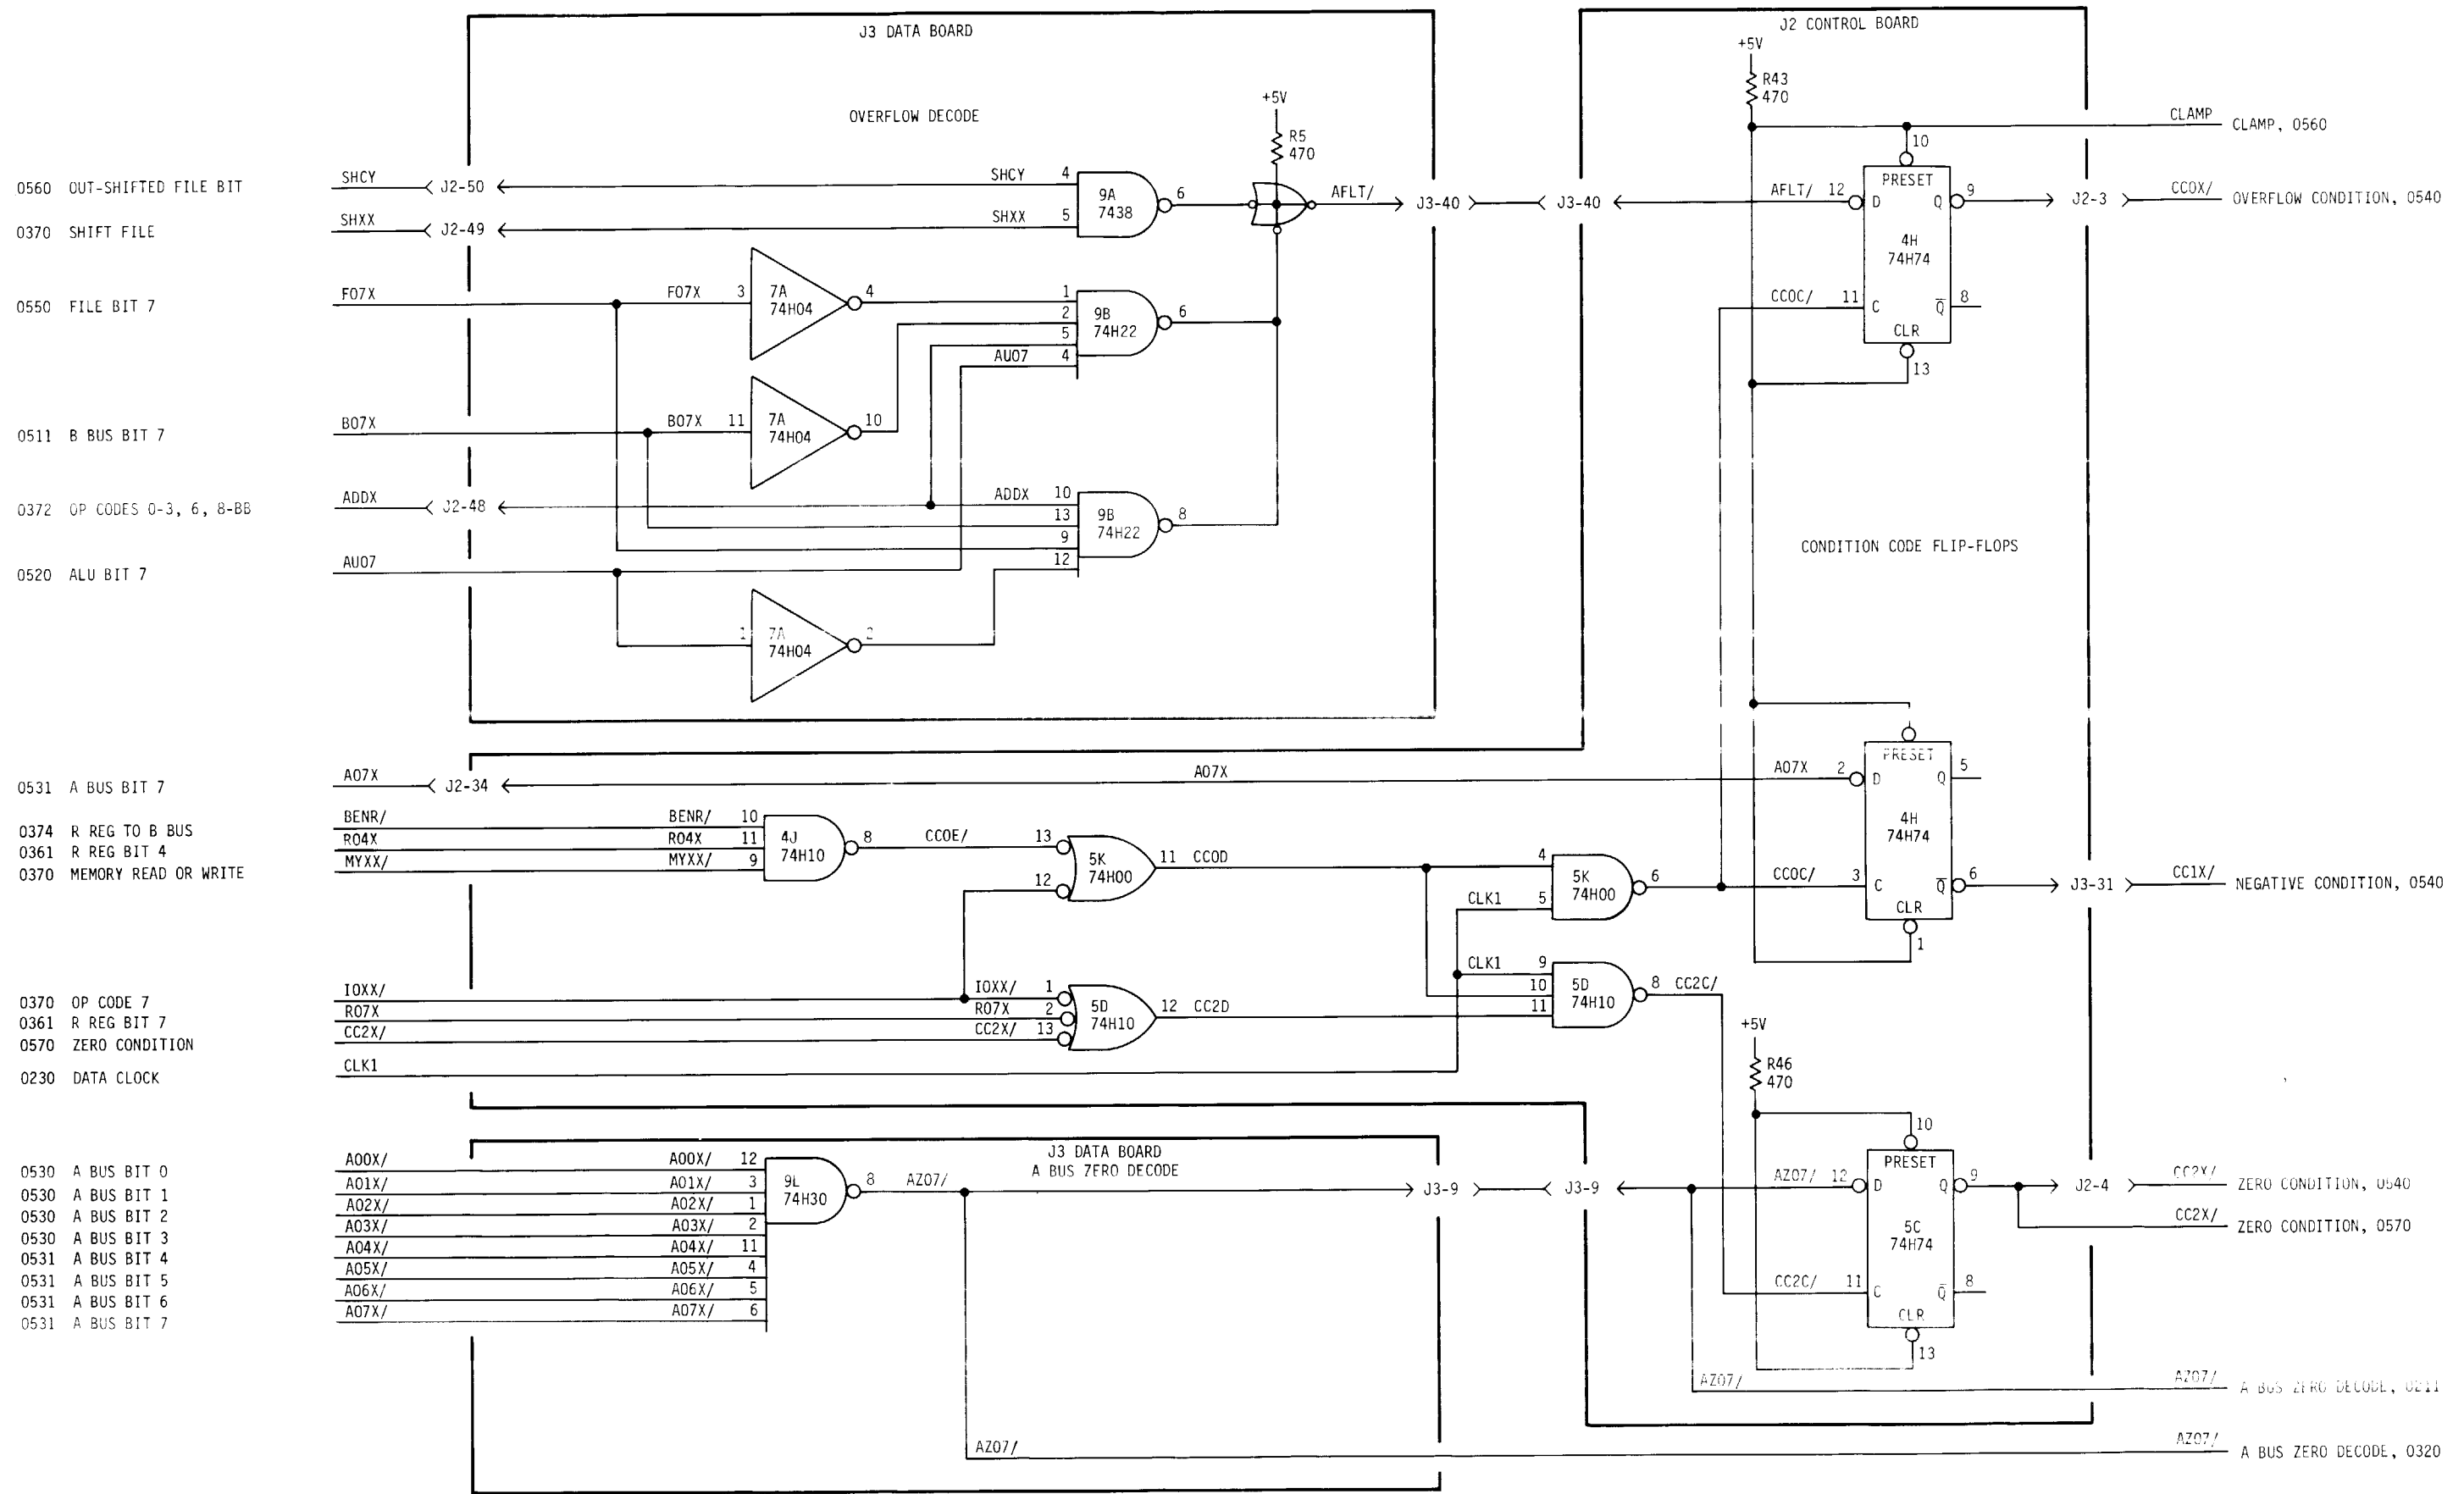 J3 DATA BOARD
J2 CONTROL BOARD
OVERFLOW DECODE
+5V
R5
470
+5V
R43
470
CLAMP
CLAMP, 0560
0560 OUT-SHIFTED FILE BIT
SHCY
J2-50
SHCY 4
0370 SHIFT FILE
SHXX
J2-49
SHXX 5
9A
7438
6
AFLT/
J3-40
J3-40
AFLT/ 12
10
PRESET
D
Q
9
J2-3
CC0X/
OVERFLOW CONDITION, 0540
4H
74H74
CC0C/ 11
C
Q
8
CLR
13
0550 FILE BIT 7
F07X
F07X 3
7A
74H04
4
1
2
5
AU07 4
9B
74H22
6
0511 B BUS BIT 7
B07X
B07X 11
7A
74H04
10
0372 OP CODES 0-3, 6, 8-BB
ADDX
J2-48
ADDX 10
13
9
12
9B
74H22
8
0520 ALU BIT 7
AU07
1
7A
74H04
2
CONDITION CODE FLIP-FLOPS
0531 A BUS BIT 7
A07X
J2-34
A07X
A07X 2
PRESET
D
Q
5
4H
74H74
CC0C/ 3
C
Q
6
CLR
1
J3-31
CC1X/
NEGATIVE CONDITION, 0540
0374 R REG TO B BUS
BENR/
BENR/ 10
0361 R REG BIT 4
R04X
R04X 11
0370 MEMORY READ OR WRITE
MYXX/
MYXX/ 9
4J
74H10
8
CC0E/
13
12
5K
74H00
11 CC0D
4
CLK1 5
5K
74H00
6
CLK1 9
10
11
5D
74H10
8 CC2C/
0370 OP CODE 7
IOXX/
IOXX/ 1
0361 R REG BIT 7
R07X
R07X 2
0570 ZERO CONDITION
CC2X/
CC2X/ 13
5D
74H10
12 CC2D
0230 DATA CLOCK
CLK1
+5V
R46
470
J3 DATA BOARD
A BUS ZERO DECODE
0530 A BUS BIT 0
A00X/
A00X/ 12
0530 A BUS BIT 1
A01X/
A01X/ 3
0530 A BUS BIT 2
A02X/
A02X/ 1
0530 A BUS BIT 3
A03X/
A03X/ 2
0531 A BUS BIT 4
A04X/
A04X/ 11
0531 A BUS BIT 5
A05X/
A05X/ 4
0531 A BUS BIT 6
A06X/
A06X/ 5
0531 A BUS BIT 7
A07X/
A07X/ 6
9L
74H30
8
AZ07/
J3-9
J3-9
AZ07/ 12
10
PRESET
D
Q
9
J2-4
CC2X/
ZERO CONDITION, 0540
CC2X/
ZERO CONDITION, 0570
5C
74H74
CC2C/ 11
C
Q
8
CLR
13
AZ07/
AZ07/
A BUS ZERO DECODE, 0211
AZ07/
AZ07/
A BUS ZERO DECODE, 0320